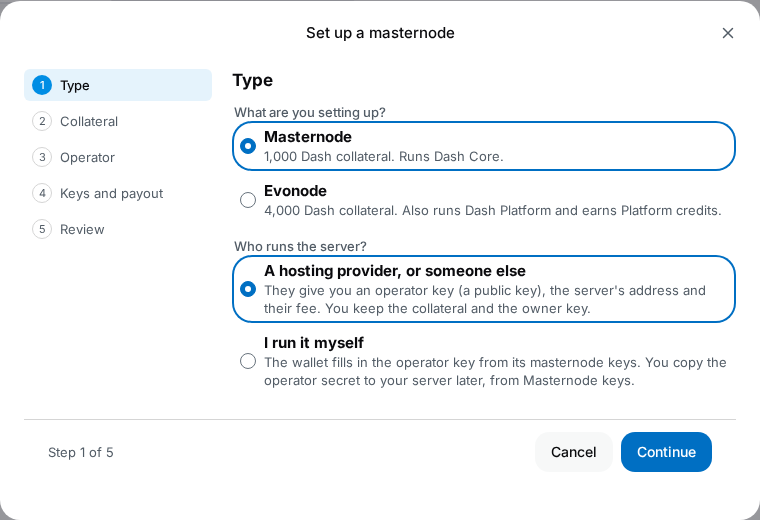 Set up a masternode
1 Type
2 Collateral
3 Operator
4 Keys and payout
5 Review
Type
What are you setting up?
Masternode
1,000 Dash collateral. Runs Dash Core.
Evonode
4,000 Dash collateral. Also runs Dash Platform and earns Platform credits.
Who runs the server?
A hosting provider, or someone else
They give you an operator key (a public key), the server's address and
their fee. You keep the collateral and the owner key.
I run it myself
The wallet fills in the operator key from its masternode keys. You copy the
operator secret to your server later, from Masternode keys.
Step 1 of 5
Cancel
Continue